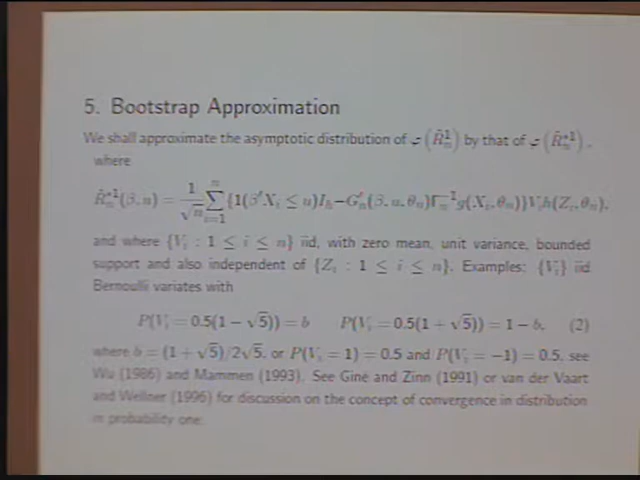 5. Bootstrap Approximation
We shall approximate the asymptotic distribution of 𝒞(R̂ₙ¹) by that of 𝒞(R̂ₙ*¹),
where
R̂ₙ*¹(β, u) = 1/√n ∑ᵢ₌₁ⁿ {1(β′Xᵢ ≤ u)Iₕ−G′ₙ(β, u, θₙ)Γₙ⁻¹g(Xᵢ, θₙ)}Vᵢh(Zᵢ, θₙ),
and where {Vᵢ : 1 ≤ i ≤ n} iid, with zero mean, unit variance, bounded
support and also independent of {Zᵢ : 1 ≤ i ≤ n}. Examples: {Vᵢ} iid
Bernoulli variates with
P(Vᵢ = 0.5(1 − √5)) = b P(Vᵢ = 0.5(1 + √5)) = 1 − b, (2)
where b = (1 + √5)/2√5, or P(Vᵢ = 1) = 0.5 and P(Vᵢ = −1) = 0.5, see
Wu (1986) and Mammen (1993). See Giné and Zinn (1991) or van der Vaart
and Wellner (1996) for discussion on the concept of convergence in distribution
in probability one.